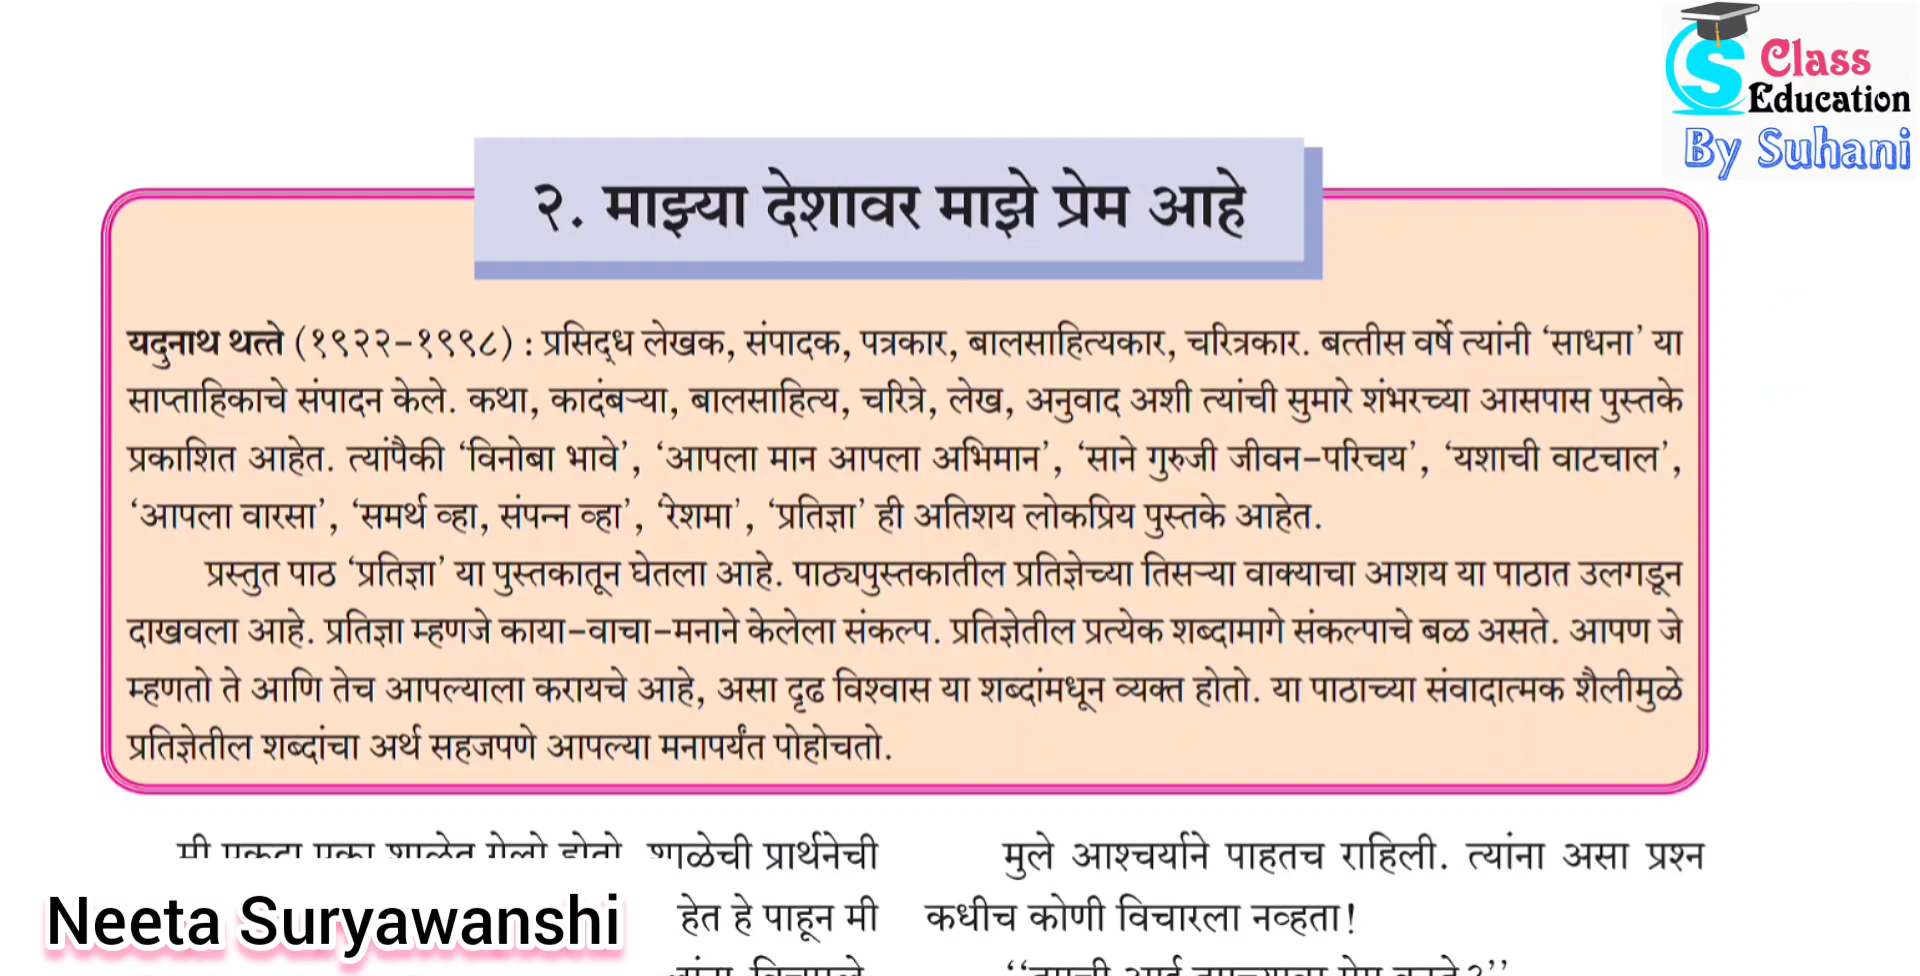 Class
Education
By Suhani
२. माझ्या देशावर माझे प्रेम आहे
यदुनाथ थत्ते (१९२२-१९९८) : प्रसिद्ध लेखक, संपादक, पत्रकार, बालसाहित्यकार, चरित्रकार. बत्तीस वर्षे त्यांनी ‘साधना’ या
साप्ताहिकाचे संपादन केले. कथा, कादंबऱ्या, बालसाहित्य, चरित्रे, लेख, अनुवाद अशी त्यांची सुमारे शंभरच्या आसपास पुस्तके
प्रकाशित आहेत. त्यांपैकी ‘विनोबा भावे’, ‘आपला मान आपला अभिमान’, ‘साने गुरुजी जीवन-परिचय’, ‘यशाची वाटचाल’,
‘आपला वारसा’, ‘समर्थ व्हा, संपन्न व्हा’, ‘रेशमा’, ‘प्रतिज्ञा’ ही अतिशय लोकप्रिय पुस्तके आहेत.
प्रस्तुत पाठ ‘प्रतिज्ञा’ या पुस्तकातून घेतला आहे. पाठ्यपुस्तकातील प्रतिज्ञेच्या तिसऱ्या वाक्याचा आशय या पाठात उलगडून
दाखवला आहे. प्रतिज्ञा म्हणजे काया-वाचा-मनाने केलेला संकल्प. प्रतिज्ञेतील प्रत्येक शब्दामागे संकल्पाचे बळ असते. आपण जे
म्हणतो ते आणि तेच आपल्याला करायचे आहे, असा दृढ विश्वास या शब्दांमधून व्यक्त होतो. या पाठाच्या संवादात्मक शैलीमुळे
प्रतिज्ञेतील शब्दांचा अर्थ सहजपणे आपल्या मनापर्यंत पोहोचतो.
मी एकदा एका शाळेत गेलो होतो. शाळेची प्रार्थनेची
हेत हे पाहून मी
Neeta Suryawanshi
मुले आश्चर्याने पाहतच राहिली. त्यांना असा प्रश्न
कधीच कोणी विचारला नव्हता!